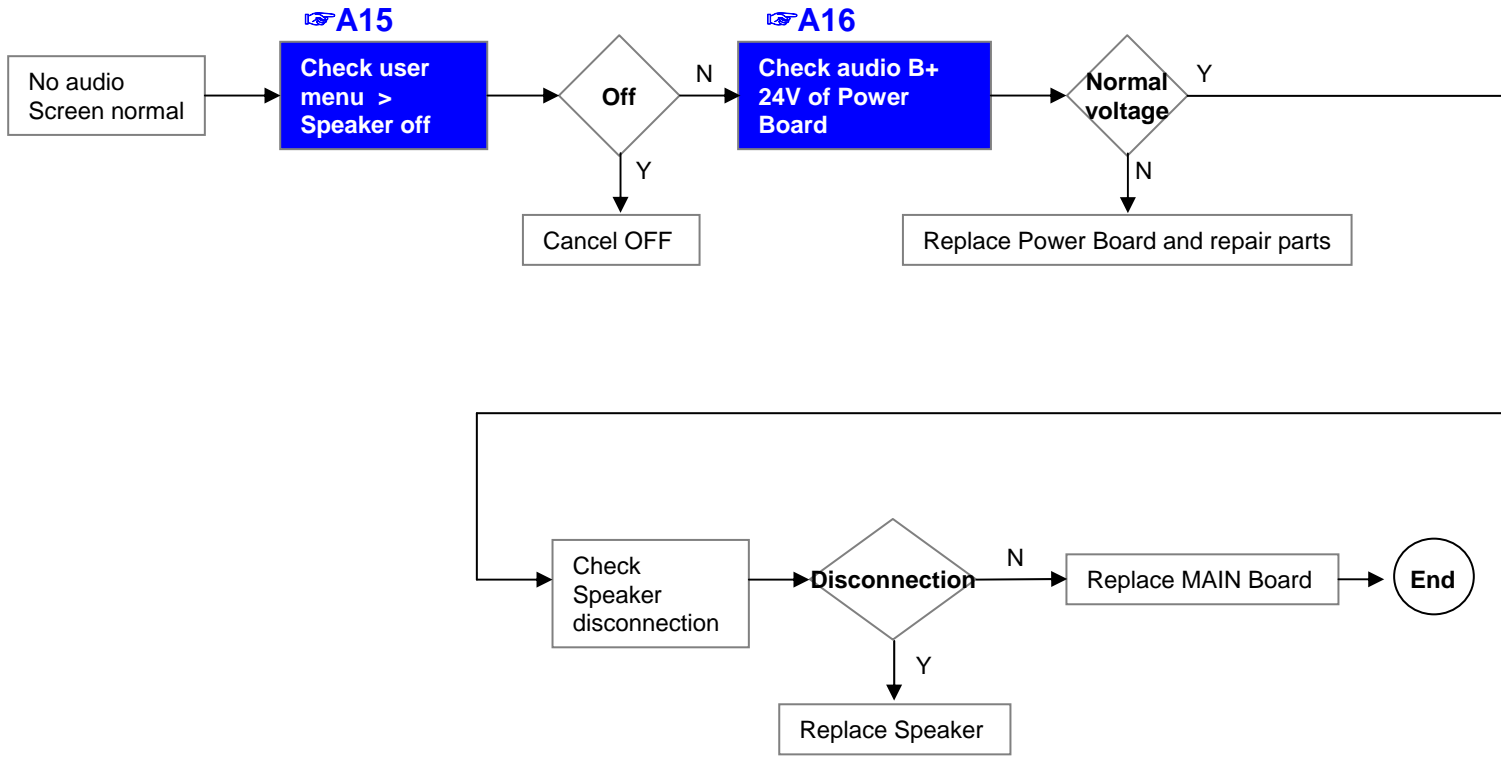 ☞A15
☞A16
No audio
Screen normal
Check user
menu >
Speaker off
Off
N
Y
Cancel OFF
Check audio B+
24V of Power
Board
Normal
voltage
Y
N
Replace Power Board and repair parts
Check
Speaker
disconnection
Disconnection
N
Y
Replace Speaker
Replace MAIN Board
End